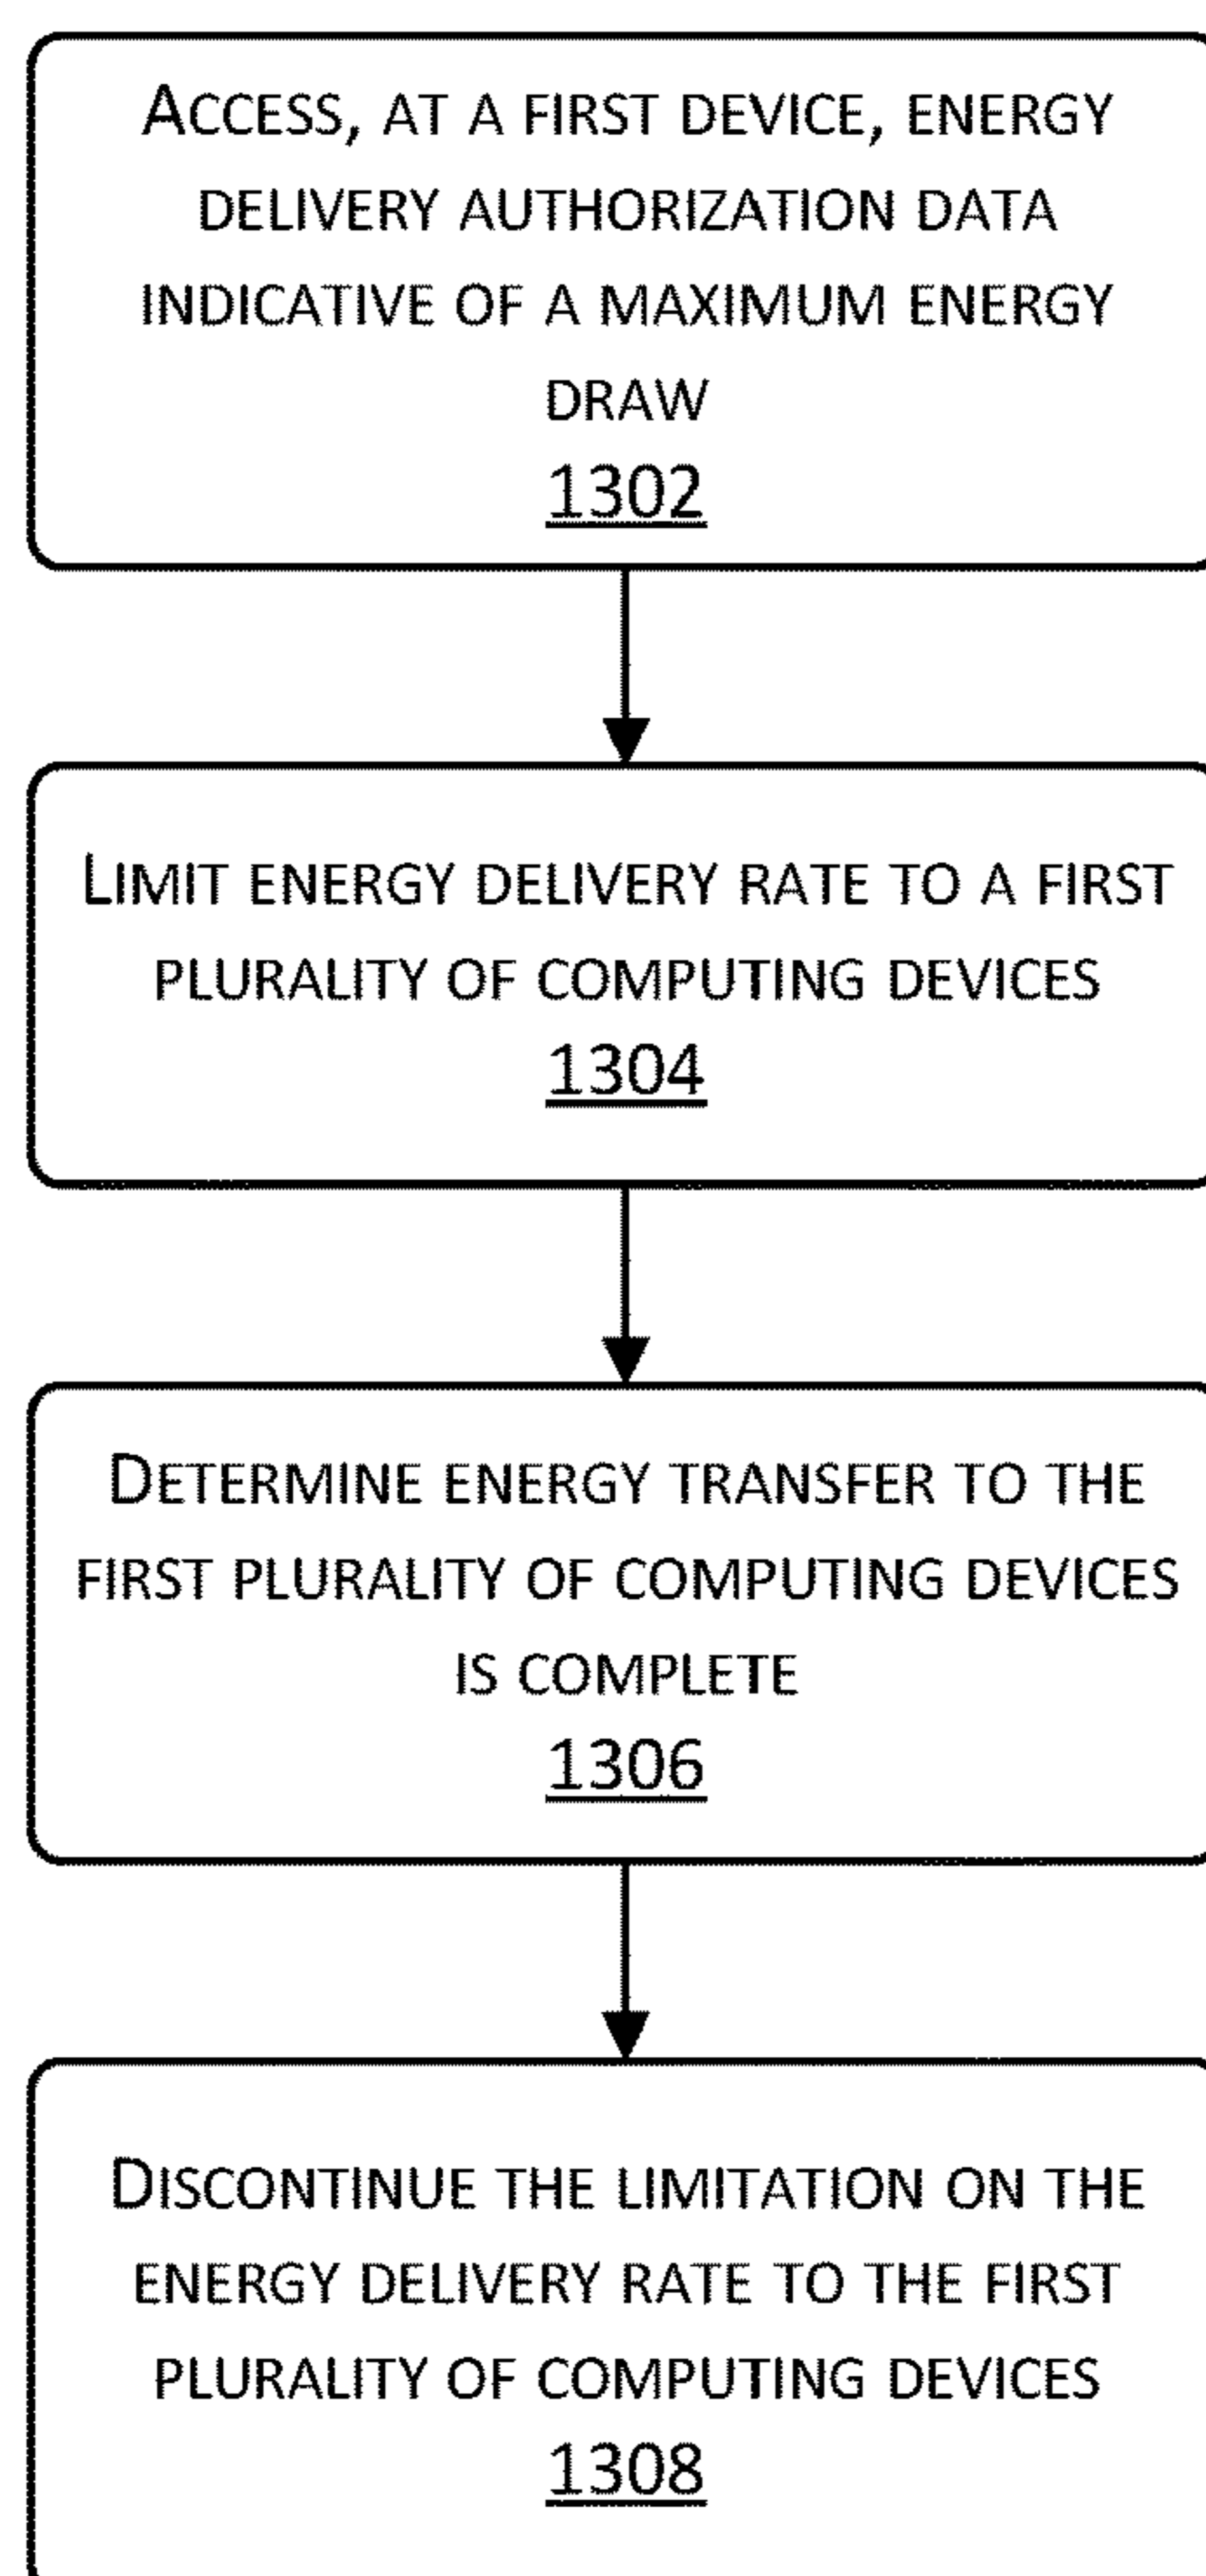 ACCESS, AT A FIRST DEVICE, ENERGY
DELIVERY AUTHORIZATION DATA
INDICATIVE OF A MAXIMUM ENERGY
DRAW
1302
LIMIT ENERGY DELIVERY RATE TO A FIRST
PLURALITY OF COMPUTING DEVICES
1304
DETERMINE ENERGY TRANSFER TO THE
FIRST PLURALITY OF COMPUTING DEVICES
IS COMPLETE
1306
DISCONTINUE THE LIMITATION ON THE
ENERGY DELIVERY RATE TO THE FIRST
PLURALITY OF COMPUTING DEVICES
1308